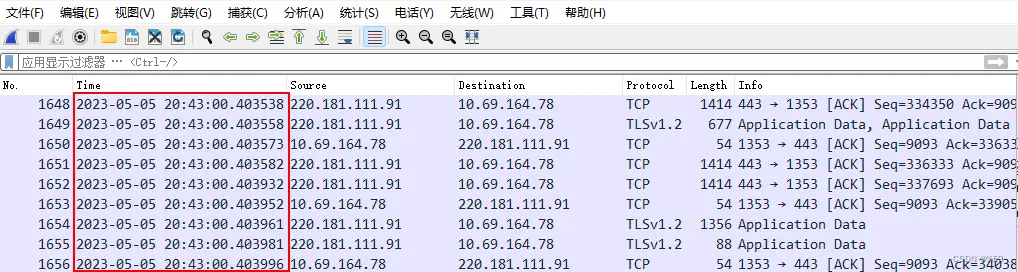 文件(F) 编辑(E) 视图(V) 跳转(G) 捕获(C) 分析(A) 统计(S) 电话(Y) 无线(W) 工具(T) 帮助(H)
应用显示过滤器 … <Ctrl-/>
No. Time Source Destination Protocol Length Info
1648 2023-05-05 20:43:00.403538 220.181.111.91 10.69.164.78 TCP 1414 443 → 1353 [ACK] Seq=334350 Ack=909
1649 2023-05-05 20:43:00.403558 220.181.111.91 10.69.164.78 TLSv1.2 677 Application Data, Application Data
1650 2023-05-05 20:43:00.403573 10.69.164.78 220.181.111.91 TCP 54 1353 → 443 [ACK] Seq=9093 Ack=33633
1651 2023-05-05 20:43:00.403582 220.181.111.91 10.69.164.78 TCP 1414 443 → 1353 [ACK] Seq=336333 Ack=909
1652 2023-05-05 20:43:00.403932 220.181.111.91 10.69.164.78 TCP 1414 443 → 1353 [ACK] Seq=337693 Ack=909
1653 2023-05-05 20:43:00.403952 10.69.164.78 220.181.111.91 TCP 54 1353 → 443 [ACK] Seq=9093 Ack=33905
1654 2023-05-05 20:43:00.403961 220.181.111.91 10.69.164.78 TLSv1.2 1356 Application Data
1655 2023-05-05 20:43:00.403981 220.181.111.91 10.69.164.78 TLSv1.2 88 Application Data
1656 2023-05-05 20:43:00.403996 10.69.164.78 220.181.111.91 TCP 54 1353 → 443 [ACK] Seq=9093 Ack=34038